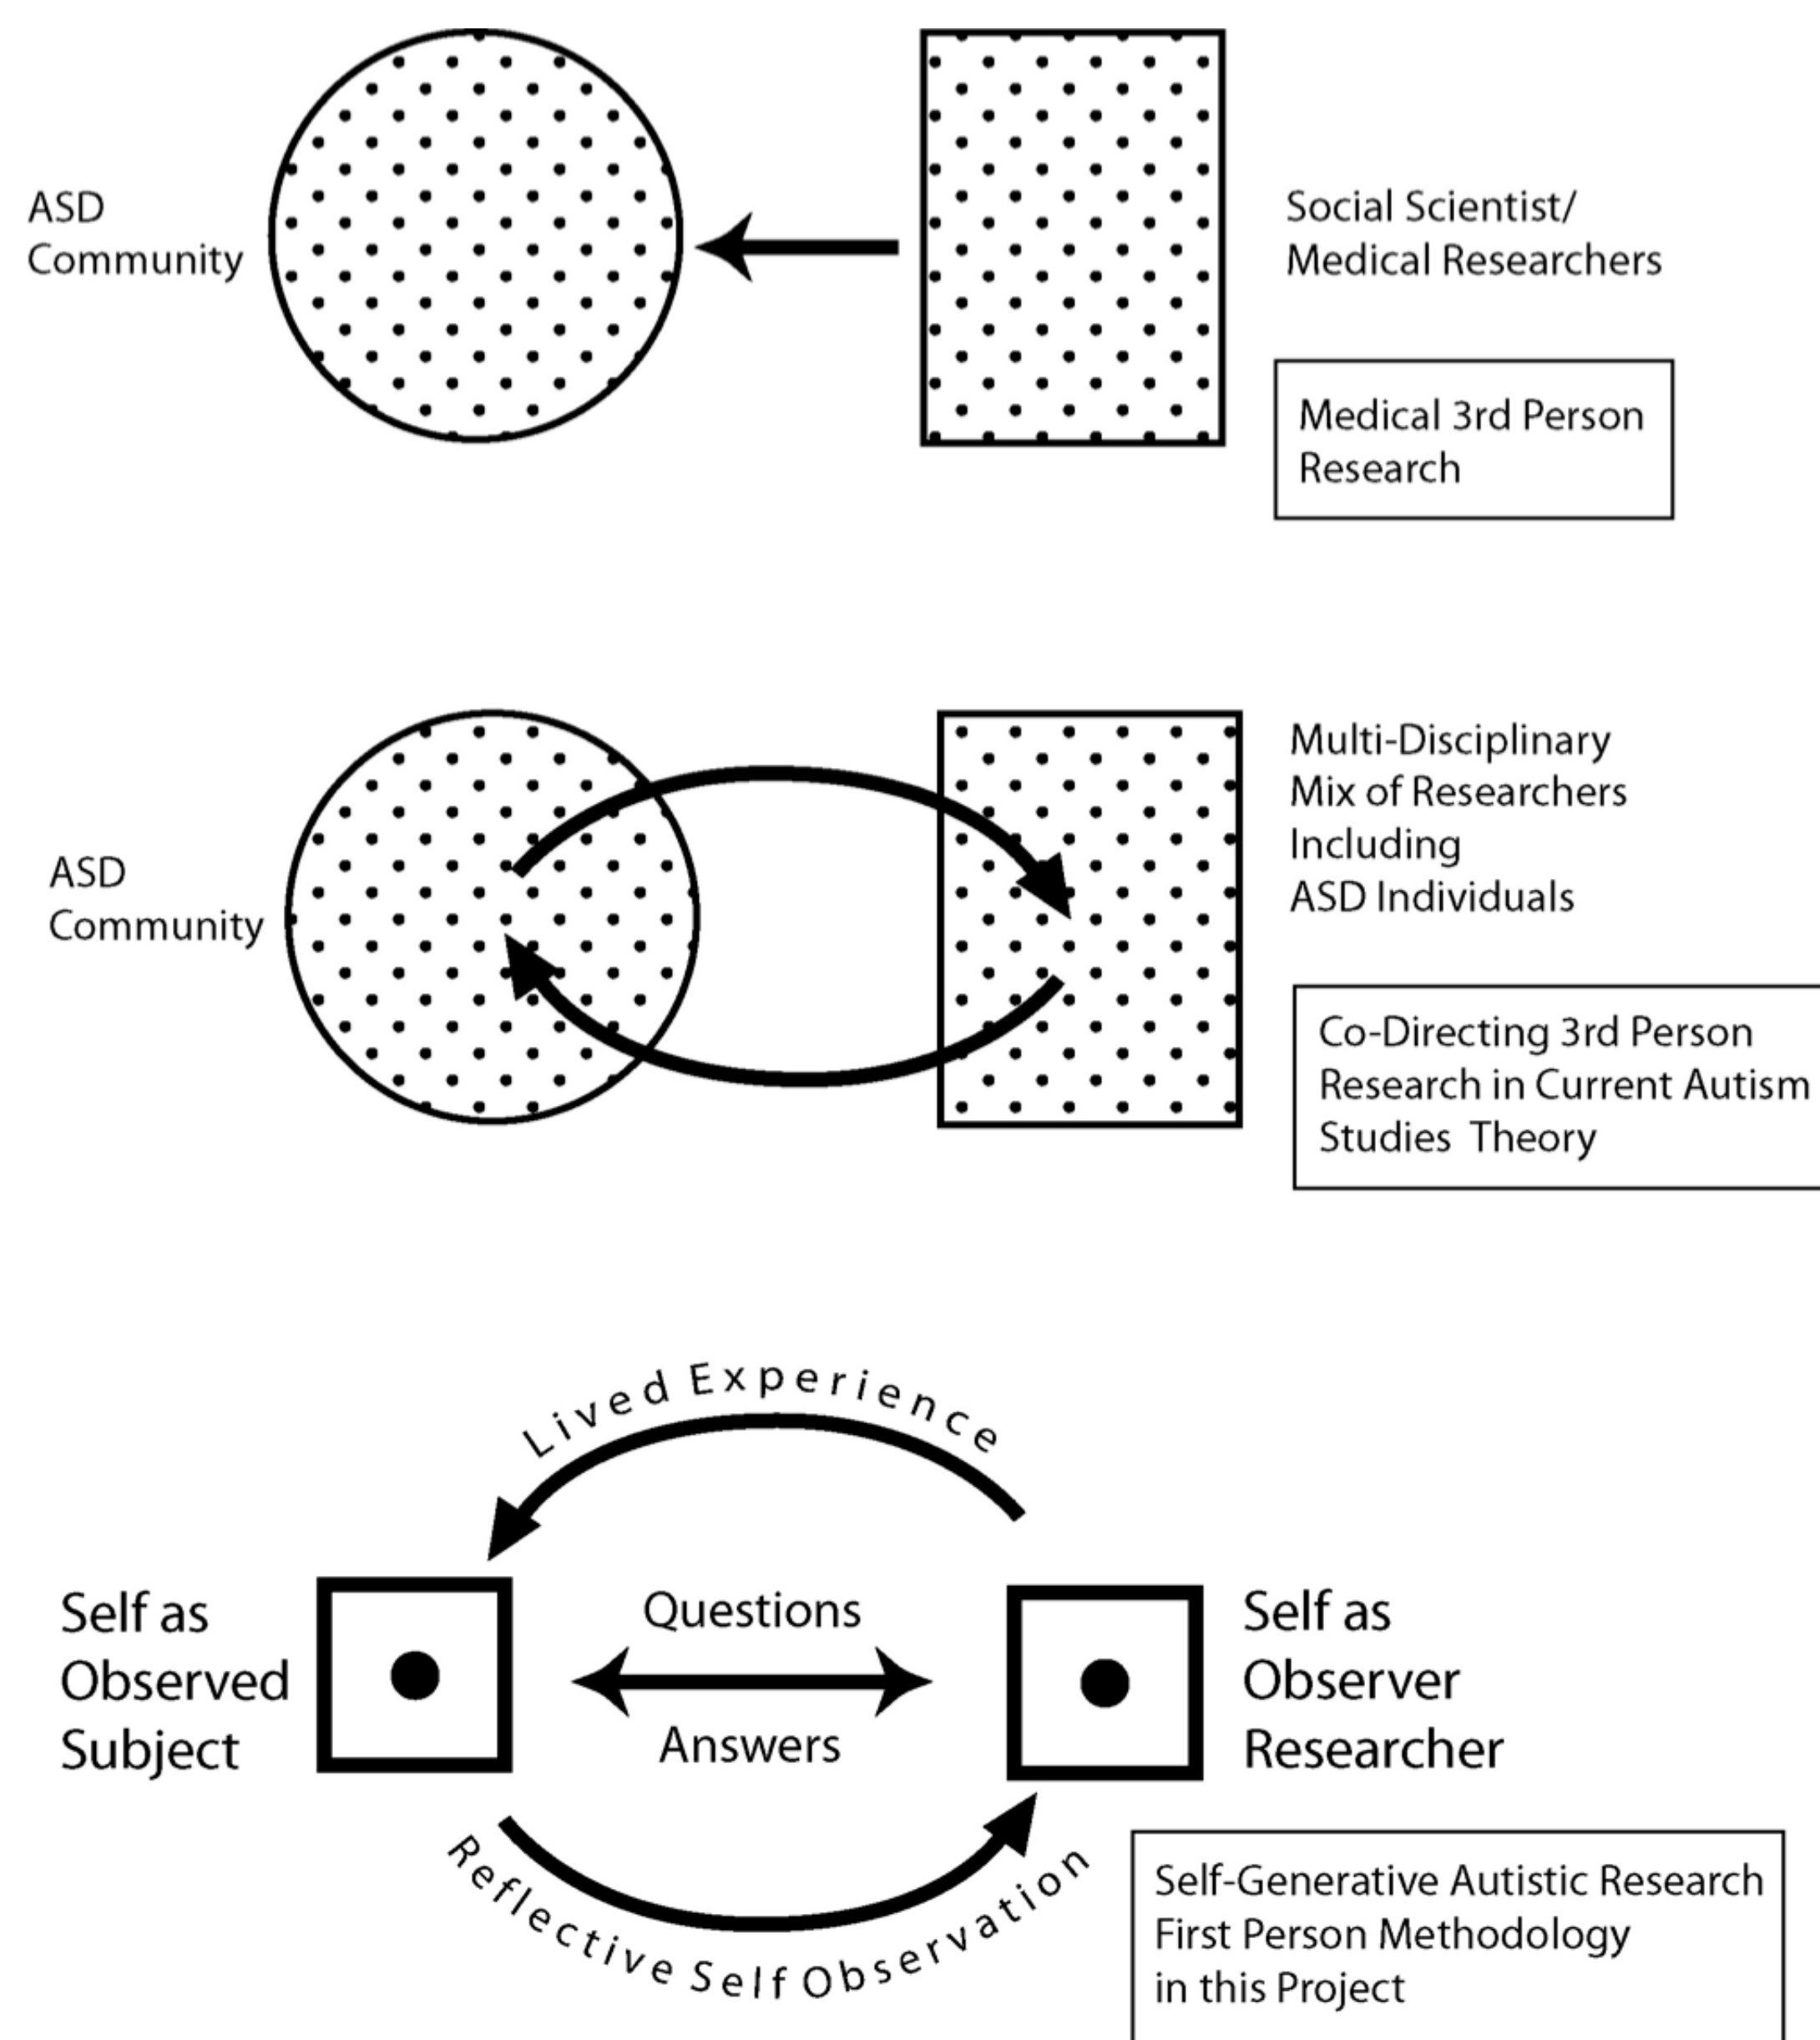 ASD
Community
Social Scientist/
Medical Researchers
Medical 3rd Person
Research
ASD
Community
Multi-Disciplinary
Mix of Researchers
Including
ASD Individuals
Co-Directing 3rd Person
Research in Current Autism
Studies Theory
Lived Experience
Self as
Observed
Subject
Questions
Answers
Self as
Observer
Researcher
Reflective Self Observation
Self-Generative Autistic Research
First Person Methodology
in this Project